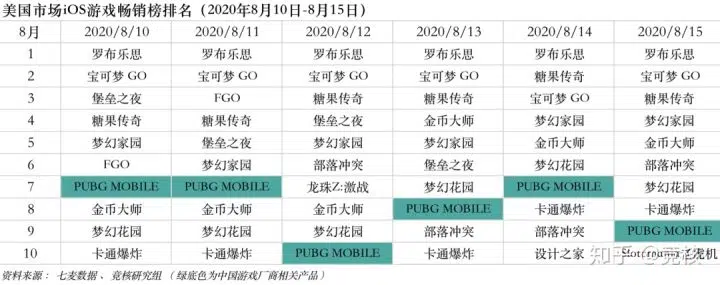 美国市场iOS游戏畅销榜排名（2020年8月10日-8月15日）
8月 2020/8/10 2020/8/11 2020/8/12 2020/8/13 2020/8/14 2020/8/15
1 罗布乐思 罗布乐思 罗布乐思 罗布乐思 罗布乐思 罗布乐思
2 宝可梦 GO 宝可梦 GO 宝可梦 GO 宝可梦 GO 糖果传奇 宝可梦 GO
3 堡垒之夜 FGO 糖果传奇 糖果传奇 宝可梦 GO 糖果传奇
4 糖果传奇 糖果传奇 堡垒之夜 金币大师 梦幻家园 梦幻家园
5 梦幻家园 堡垒之夜 梦幻家园 梦幻家园 金币大师 金币大师
6 FGO 梦幻家园 部落冲突 堡垒之夜 梦幻花园 部落冲突
7 PUBG MOBILE PUBG MOBILE 龙珠Z:激战 梦幻花园 PUBG MOBILE 梦幻花园
8 金币大师 金币大师 金币大师 PUBG MOBILE 卡通爆炸 卡通爆炸
9 梦幻花园 梦幻花园 梦幻花园 部落冲突 部落冲突 PUBG MOBILE
10 卡通爆炸 卡通爆炸 PUBG MOBILE 卡通爆炸 设计之家 老虎机
资料来源：七麦数据、竞核研究组（绿底色为中国游戏厂商相关产品）
知乎 @竞核